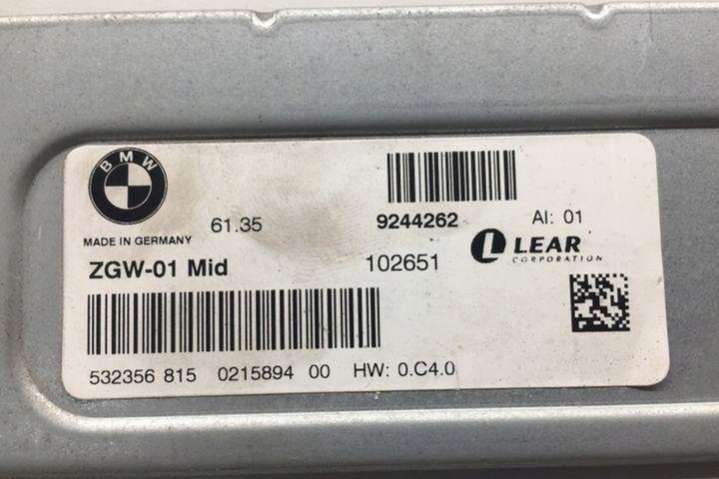 BMW
61.35
9244262
AI: 01
MADE IN GERMANY
LEAR
CORPORATION
ZGW-01 Mid
102651
532356 815 0215894 00 HW: 0.C4.0